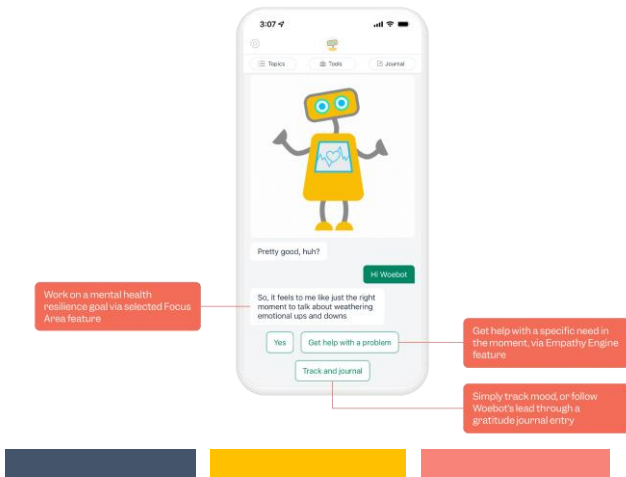 3:07
Topics
Tools
Journal
Pretty good, huh?
Hi Woebot
So, it feels to me like just the right
moment to talk about weathering
emotional ups and downs
Yes
Get help with a problem
Track and journal
Work on a mental health
resilience goal via selected Focus
Area feature
Get help with a specific need in
the moment, via Empathy Engine
feature
Simply track mood, or follow
Woebot's lead through a
gratitude journal entry